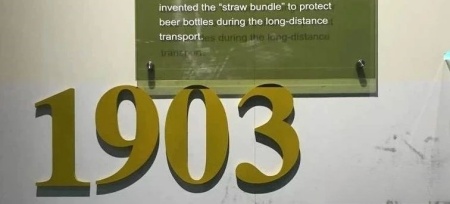 invented the “straw bundle” to protect
beer bottles during the long-distance
transport.
1903